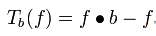 T_b(f) = f • b − f,